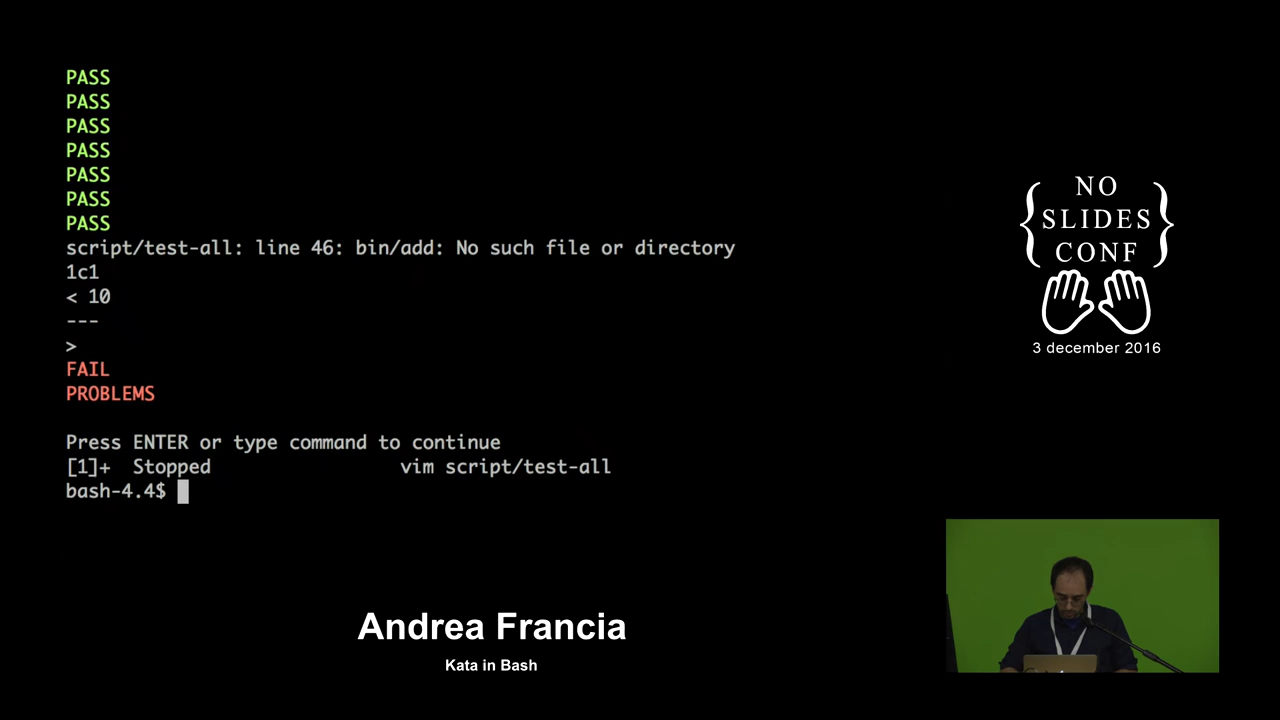 PASS
PASS
PASS
PASS
PASS
PASS
PASS
script/test-all: line 46: bin/add: No such file or directory
1c1
< 10
---
>
FAIL
PROBLEMS
Press ENTER or type command to continue
[1]+  Stopped                 vim script/test-all
bash-4.4$
NO
SLIDES
CONF
3 december 2016
Andrea Francia
Kata in Bash